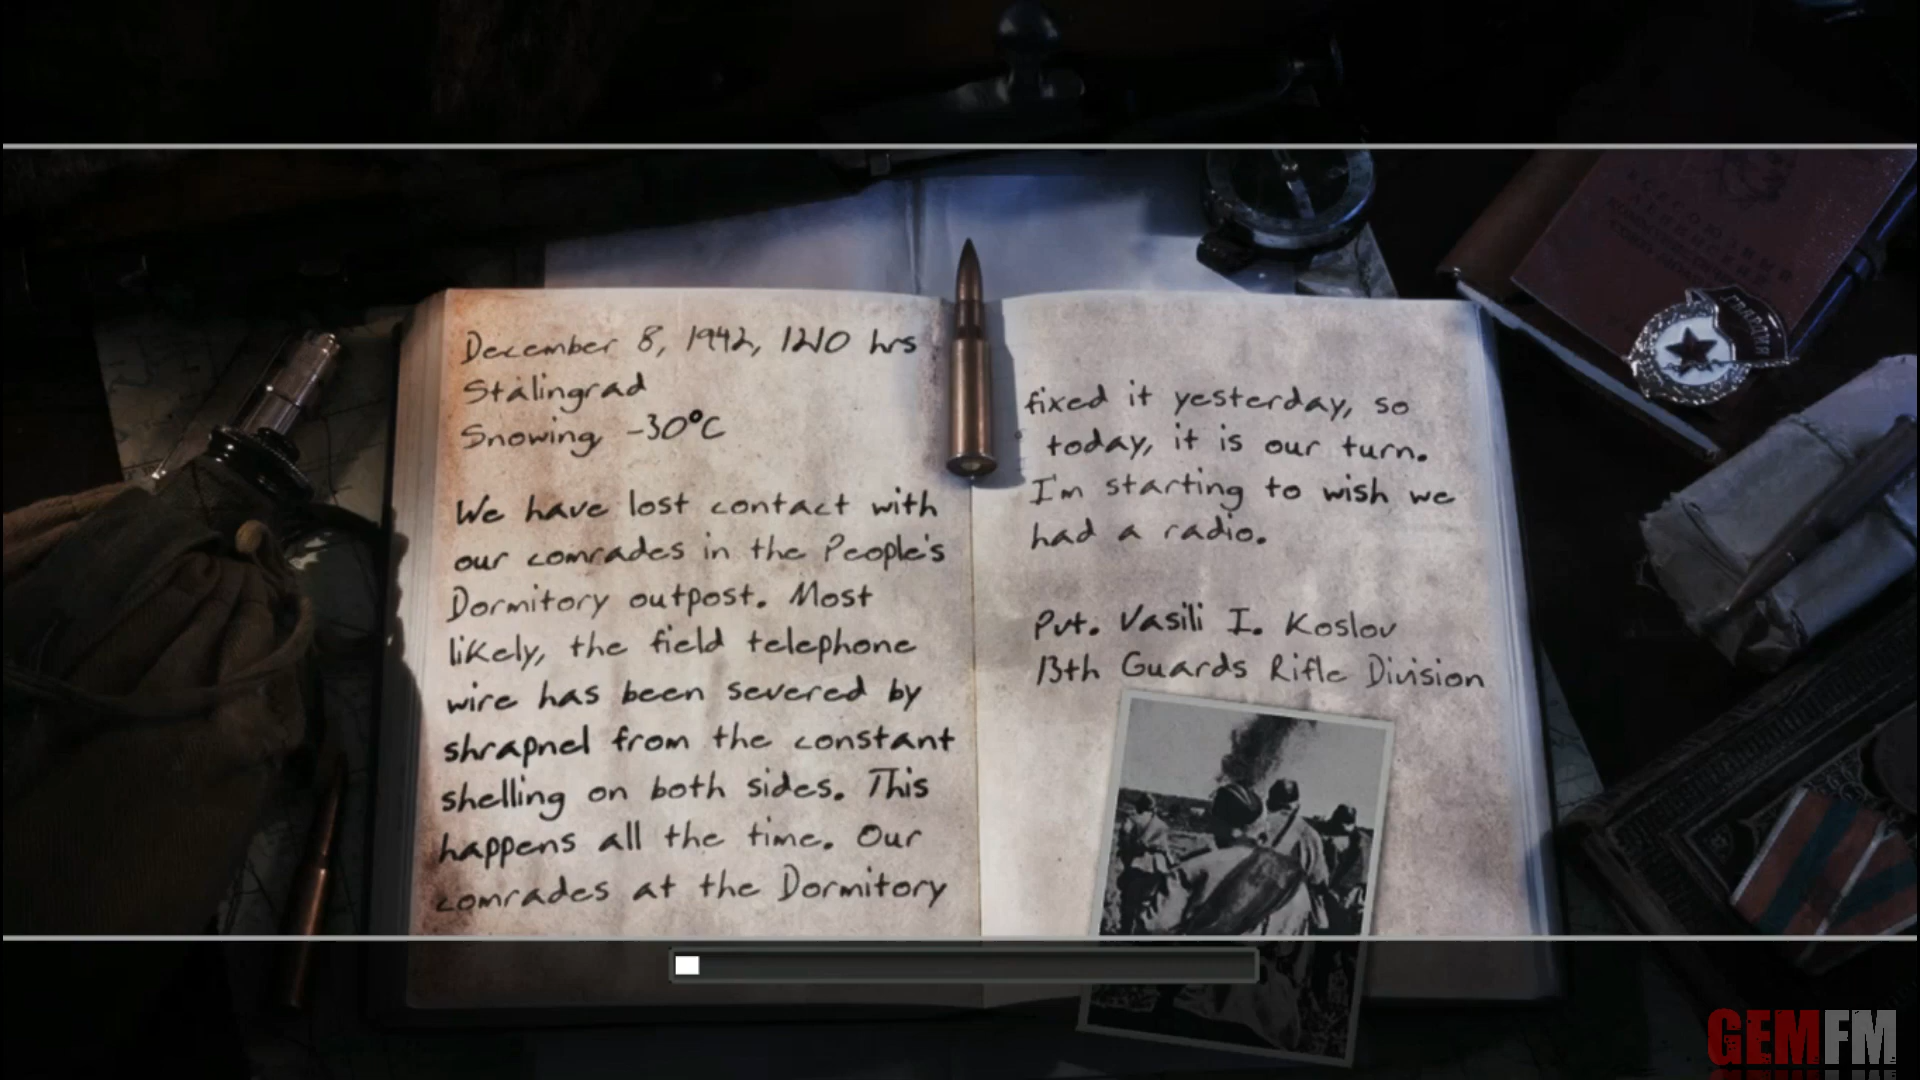 December 8, 1942, 1210 hrs
Stalingrad
Snowing -30°C
We have lost contact with
our comrades in the People's
Dormitory outpost. Most
likely, the field telephone
wire has been severed by
shrapnel from the constant
shelling on both sides. This
happens all the time. Our
comrades at the Dormitory
fixed it yesterday, so
today, it is our turn.
I'm starting to wish we
had a radio.
Pvt. Vasili I. Koslov
13th Guards Rifle Division
ГВАРДИЯ
GEMFM